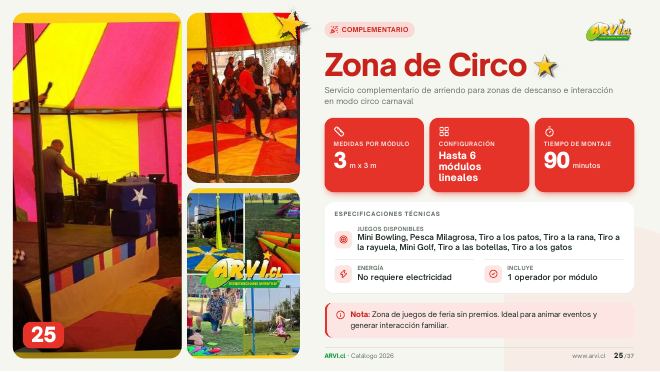 COMPLEMENTARIO
ARVI.CL
Zona de Circo
Servicio complementario de arriendo para zonas de descanso e interacción
en modo circo carnaval
MEDIDAS POR MÓDULO
3 m x 3 m
CONFIGURACIÓN
Hasta 6
módulos
lineales
TIEMPO DE MONTAJE
90 minutos
ESPECIFICACIONES TÉCNICAS
JUEGOS DISPONIBLES
Mini Bowling, Pesca Milagrosa, Tiro a los patos, Tiro a la rana, Tiro a
la rayuela, Mini Golf, Tiro a las botellas, Tiro a los gatos
ENERGÍA
No requiere electricidad
INCLUYE
1 operador por módulo
Nota: Zona de juegos de feria sin premios. Ideal para animar eventos y
generar interacción familiar.
ARVI.CL
25
ARVI.cl · Catálogo 2026
www.arvi.cl 25/37